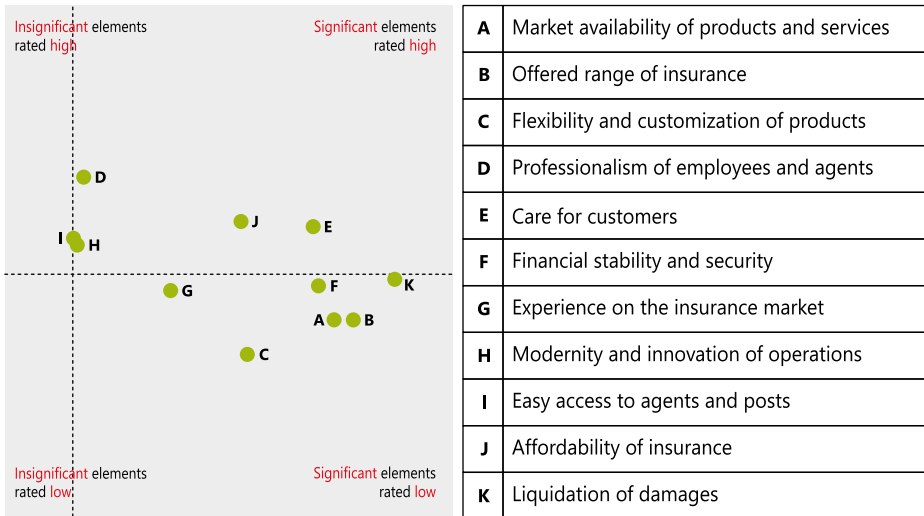 Insignificant elements
rated high
Significant elements
rated high
D
J
E
I
H
G
F
K
A
B
C
Insignificant elements
rated low
Significant elements
rated low
A Market availability of products and services
B Offered range of insurance
C Flexibility and customization of products
D Professionalism of employees and agents
E Care for customers
F Financial stability and security
G Experience on the insurance market
H Modernity and innovation of operations
I Easy access to agents and posts
J Affordability of insurance
K Liquidation of damages